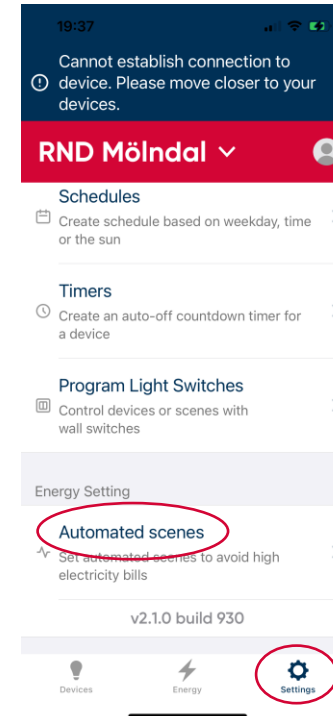 19:37
Cannot establish connection to
device. Please move closer to your
devices.
RND Mölndal
Schedules
Create schedule based on weekday, time
or the sun
Timers
Create an auto-off countdown timer for
a device
Program Light Switches
Control devices or scenes with
wall switches
Energy Setting
Automated scenes
Set automated scenes to avoid high
electricity bills
v2.1.0 build 930
Devices
Energy
Settings